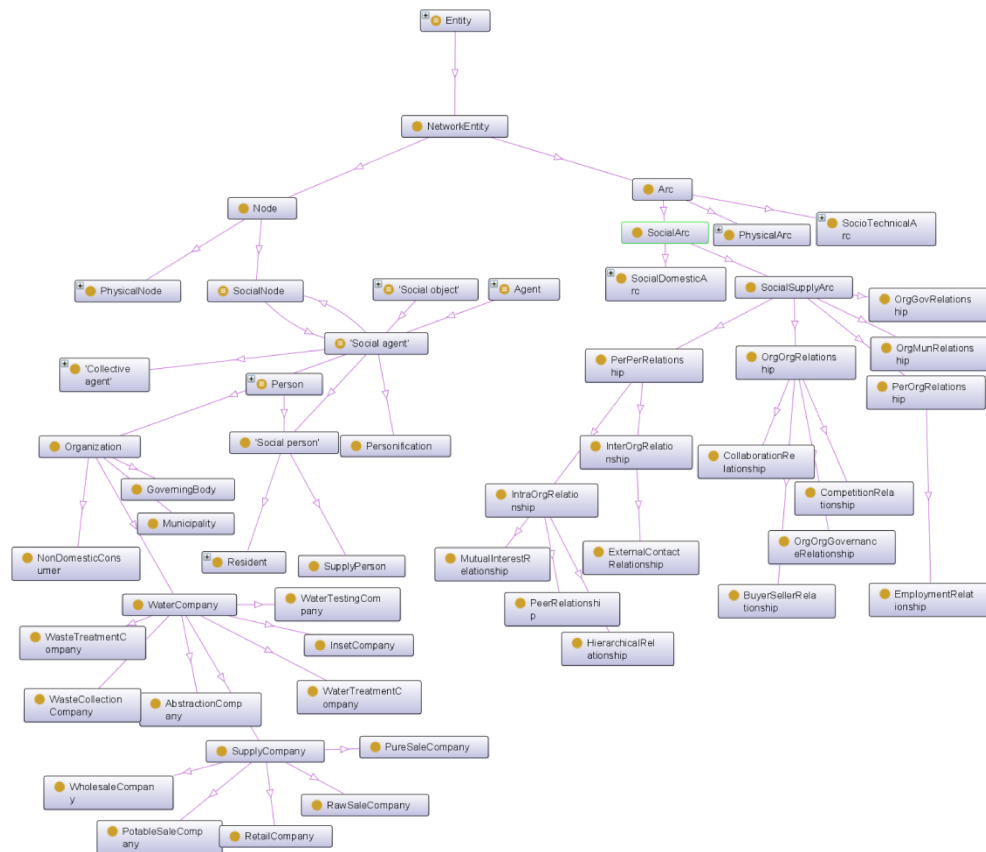 Entity
NetworkEntity
Node
Arc
SocialArc
PhysicalArc
SocioTechnicalA
rc
PhysicalNode
SocialNode
'Social object'
Agent
SocialDomesticAr
c
SocialSupplyArc
OrgGovRelations
hip
'Social agent'
'Collective
agent'
Person
PerPerRelations
hip
OrgOrgRelations
hip
OrgMunRelations
hip
PerOrgRelations
hip
Organization
'Social person'
Personification
InterOrgRelatio
nship
CollaborationRe
lationship
GoverningBody
Municipality
IntraOrgRelatio
nship
CompetitionRela
tionship
NonDomesticCons
umer
Resident
SupplyPerson
MutualInterestR
elationship
ExternalContact
Relationship
OrgOrgGovernanc
eRelationship
WaterCompany
WaterTestingCom
pany
PeerRelationshi
p
BuyerSellerRela
tionship
EmploymentRelat
ionship
WasteTreatmentC
ompany
InsetCompany
HierarchicalRel
ationship
WasteCollection
Company
AbstractionComp
any
WaterTreatmentC
ompany
SupplyCompany
PureSaleCompany
WholesaleCompan
y
RawSaleCompany
PotableSaleComp
any
RetailCompany